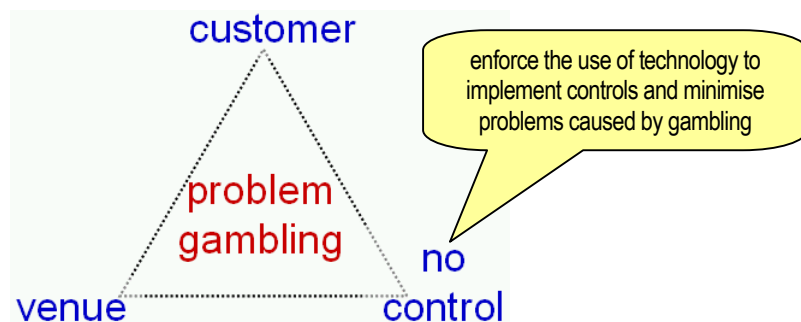 customer
enforce the use of technology to
implement controls and minimise
problems caused by gambling
problem
gambling
no
venue
control